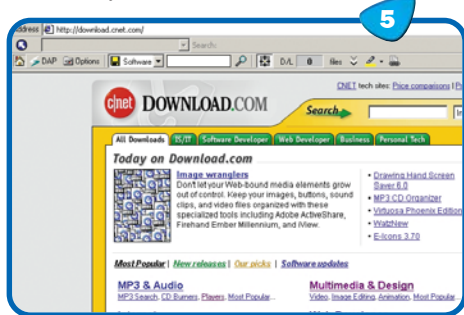 5
Address http://download.cnet.com/
Search:
DAP Options Software D/L 0 files
CNET tech sites: Price comparisons |
c|net DOWNLOAD.COM Search
All Downloads IS/IT Software Developer Web Developer Business Personal Tech
Today on Download.com
Image wranglers
Don't let your Web-bound media elements grow
out of control. Keep your images, buttons, sound
clips, and video files organized with these
specialized tools including Adobe ActiveShare,
Firehand Ember Millennium, and iView.
• Drawing Hand Screen
Saver 6.0
• MP3 CD Organizer
• Virtuosa Phoenix Edition
• WatzNew
• E-Icons 3.70
Most Popular | New releases | Our picks | Software updates
MP3 & Audio
MP3 Search, CD Burners, Players, Most Popular...
Multimedia & Design
Video, Image Editing, Animation, Most Popular...